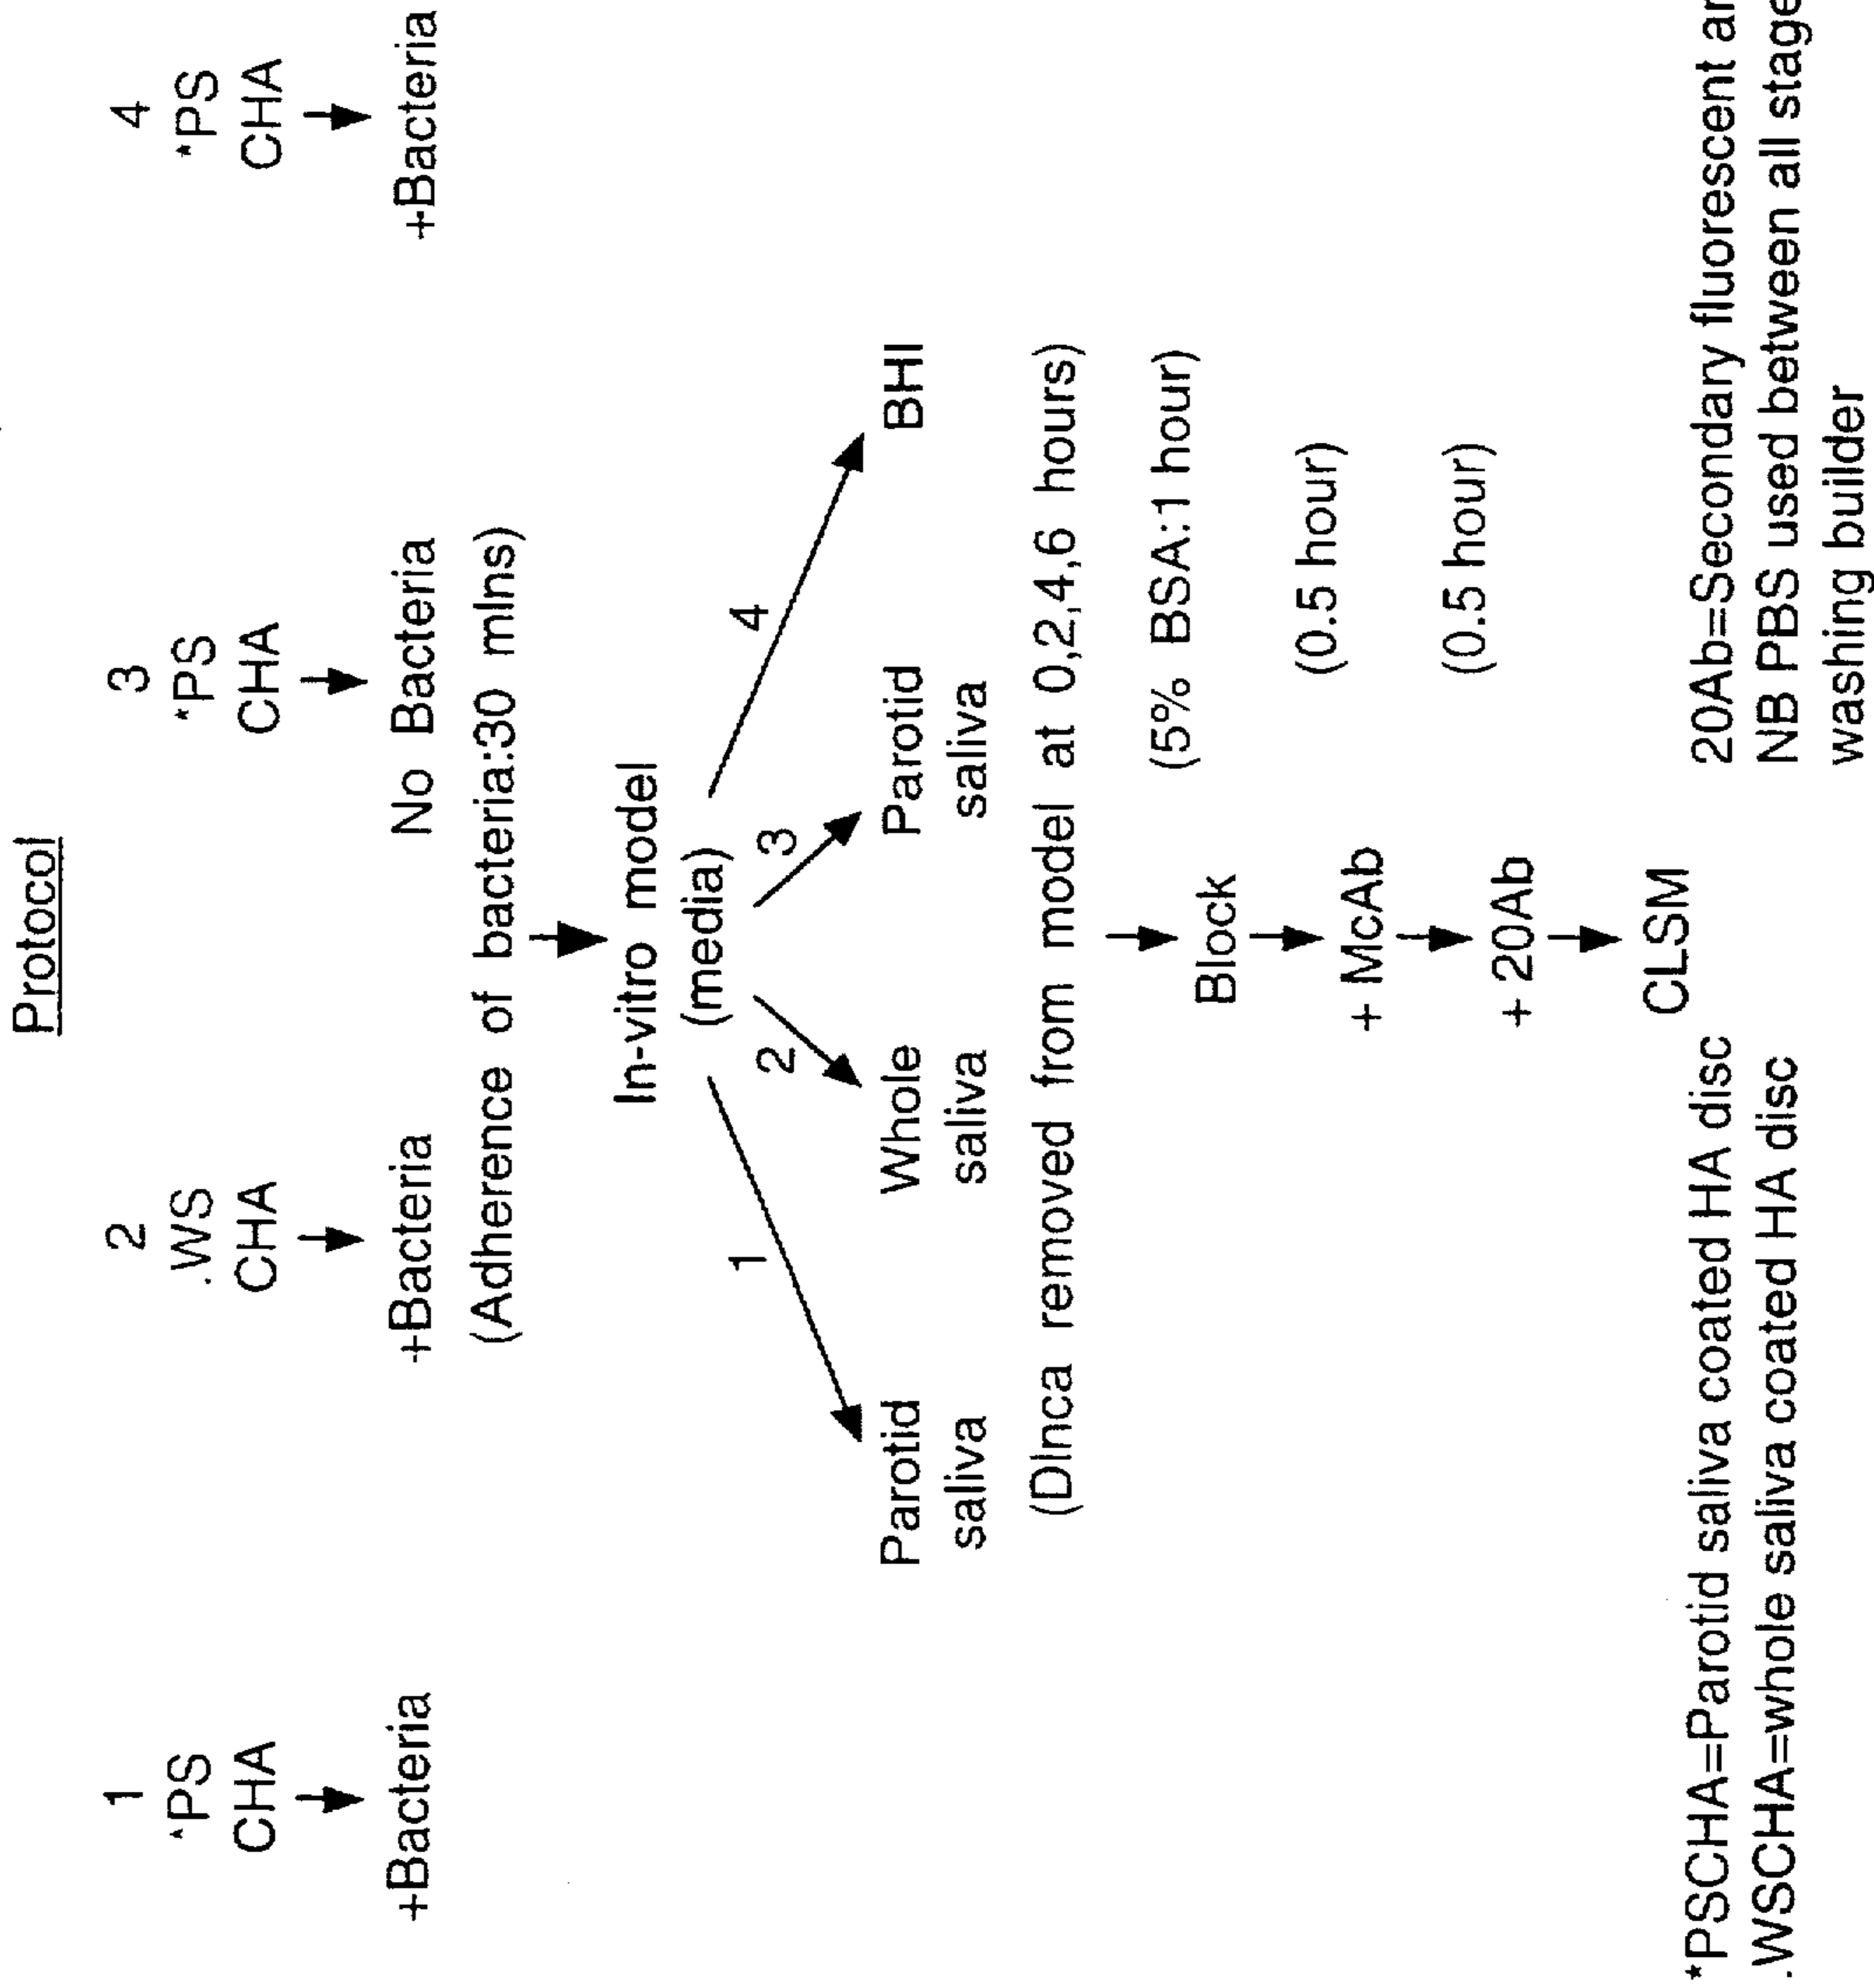 Protocol
1 2 3 4
*PS .WS *PS *PS
CHA CHA CHA CHA
+Bacteria +Bacteria No Bacteria +Bacteria
(Adherence of bacteria:30 mIns)
In-vitro model
(media)
1 2 3 4
Parotid Whole Parotid BHI
saliva saliva saliva
(DInca removed from model at 0,2,4,6 hours)
Block (5% BSA:1 hour)
+ McAb (0.5 hour)
+ 20Ab (0.5 hour)
CLSM
*PSCHA=Parotid saliva coated HA disc
.WSCHA=whole saliva coated HA disc
20Ab=Secondary fluorescent
NB PBS used between all stage
washing builder